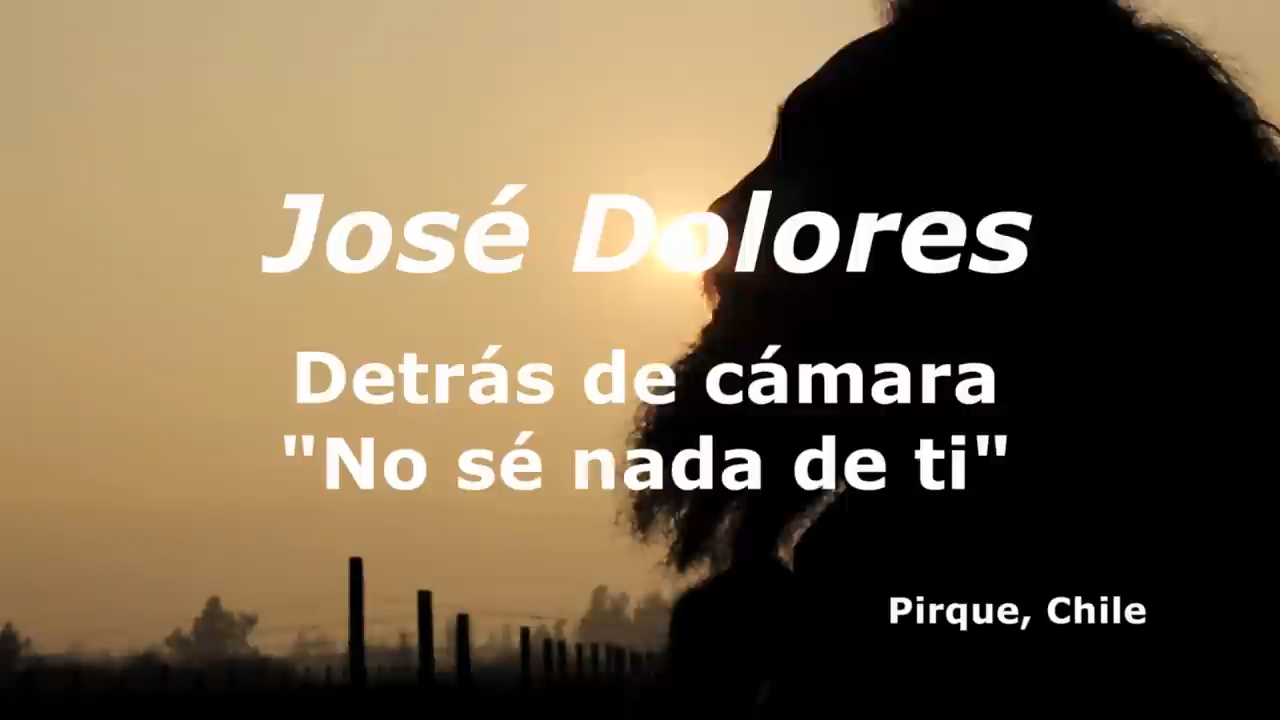 José Dolores
Detrás de cámara
"No sé nada de ti"
Pirque, Chile